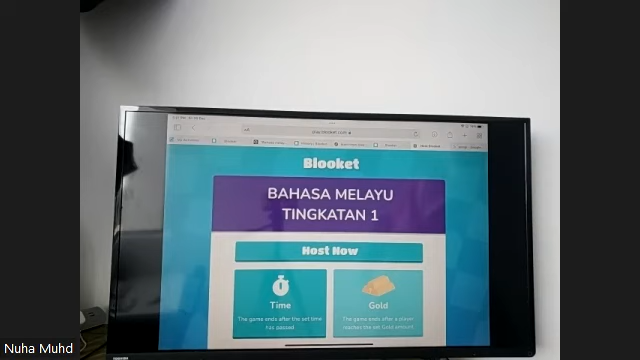 Blooket
BAHASA MELAYU
TINGKATAN 1
Host Now
Time
The game ends after the set time
has passed
Gold
The game ends after a player
reaches the set Gold amount
Nuha Muhd